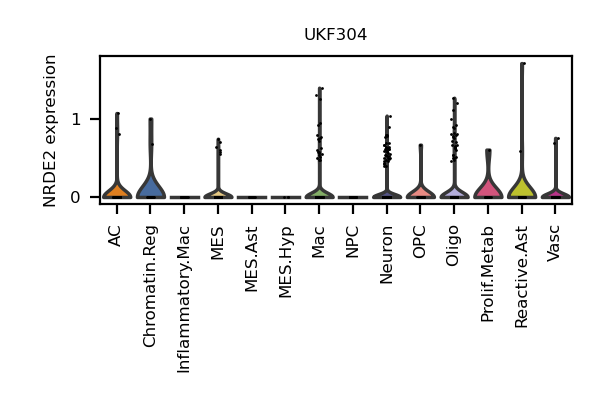 UKF304
NRDE2 expression
1
0
AC
Chromatin.Reg
Inflammatory.Mac
MES
MES.Ast
MES.Hyp
Mac
NPC
Neuron
OPC
Oligo
Prolif.Metab
Reactive.Ast
Vasc